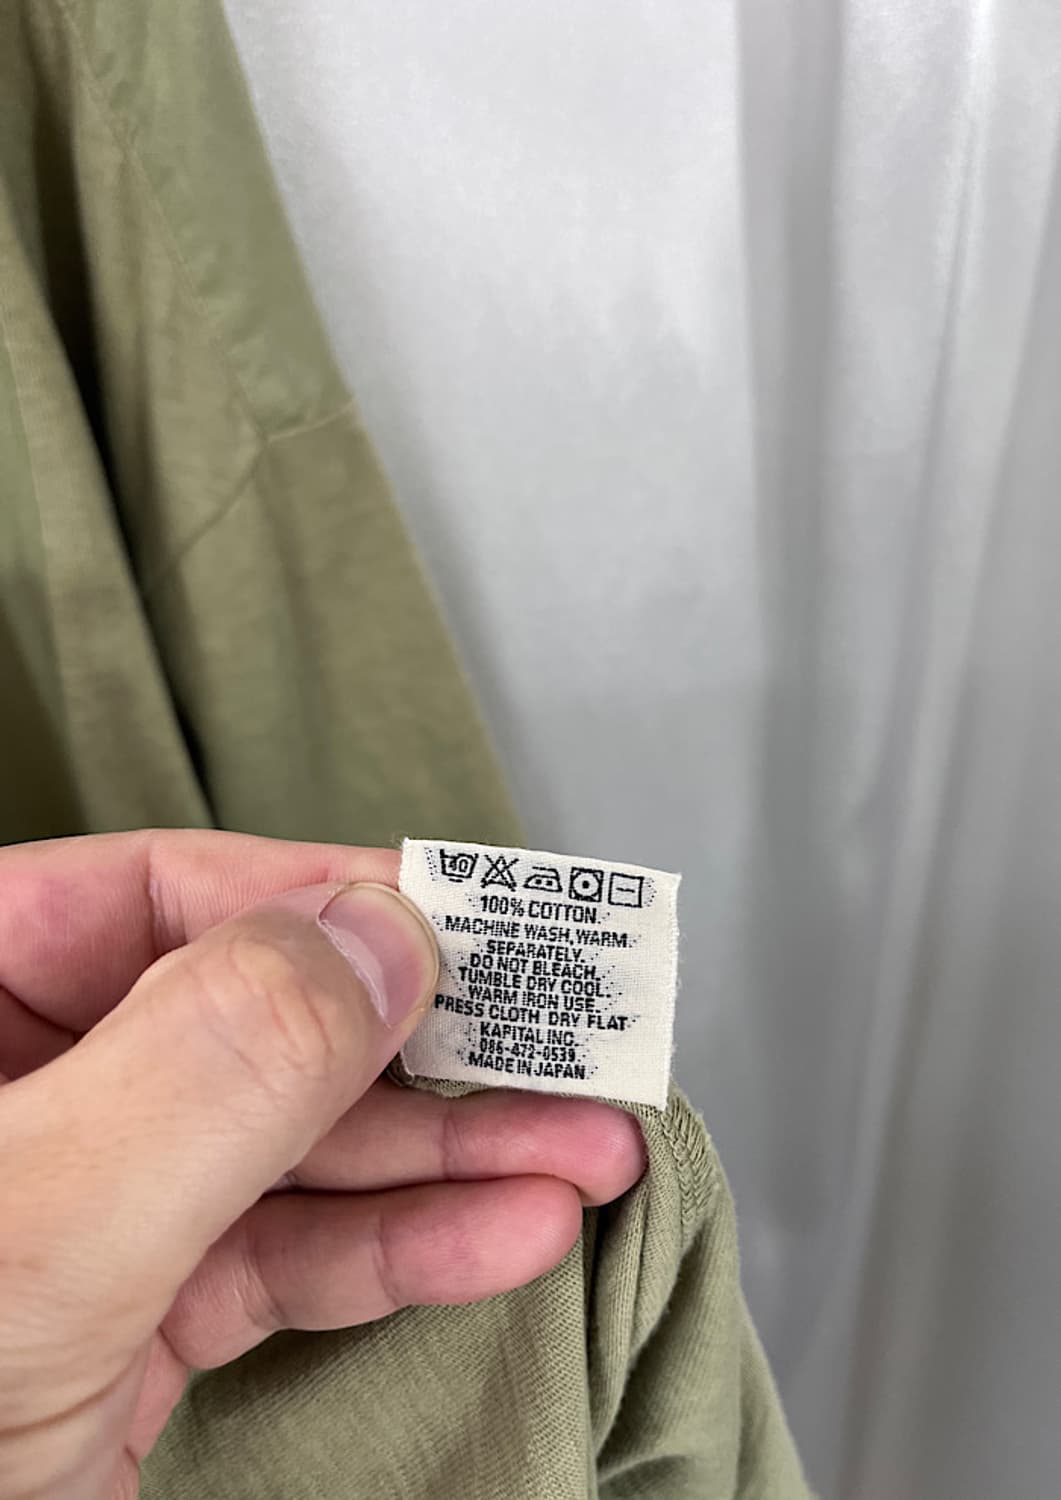 40
100% COTTON.
MACHINE WASH, WARM.
SEPARATELY.
DO NOT BLEACH.
TUMBLE DRY COOL.
WARM IRON USE.
PRESS CLOTH DRY FLAT
KAPITAL INC.
086-472-0539
MADE IN JAPAN